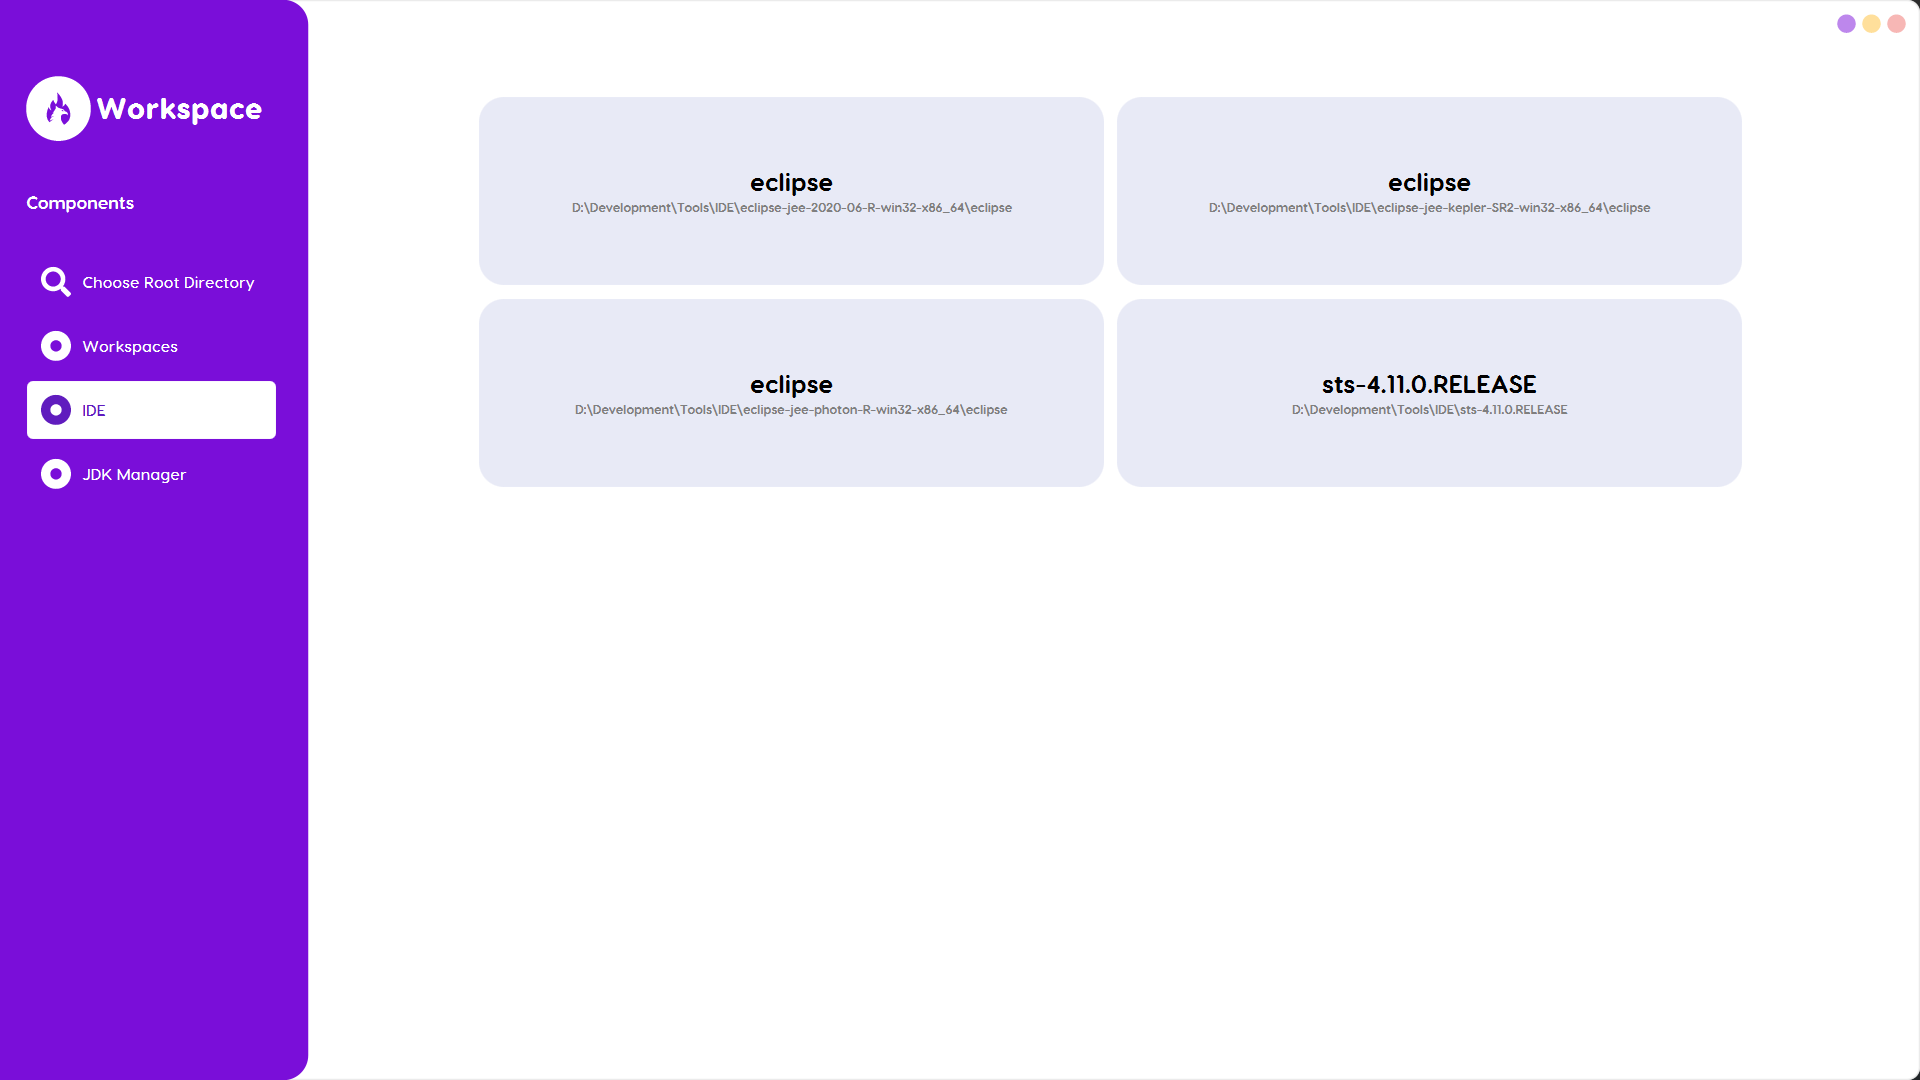 Workspace
Components
Choose Root Directory
Workspaces
IDE
JDK Manager
eclipse
D:\Development\Tools\IDE\eclipse-jee-2020-06-R-win32-x86_64\eclipse
eclipse
D:\Development\Tools\IDE\eclipse-jee-kepler-SR2-win32-x86_64\eclipse
eclipse
D:\Development\Tools\IDE\eclipse-jee-photon-R-win32-x86_64\eclipse
sts-4.11.0.RELEASE
D:\Development\Tools\IDE\sts-4.11.0.RELEASE